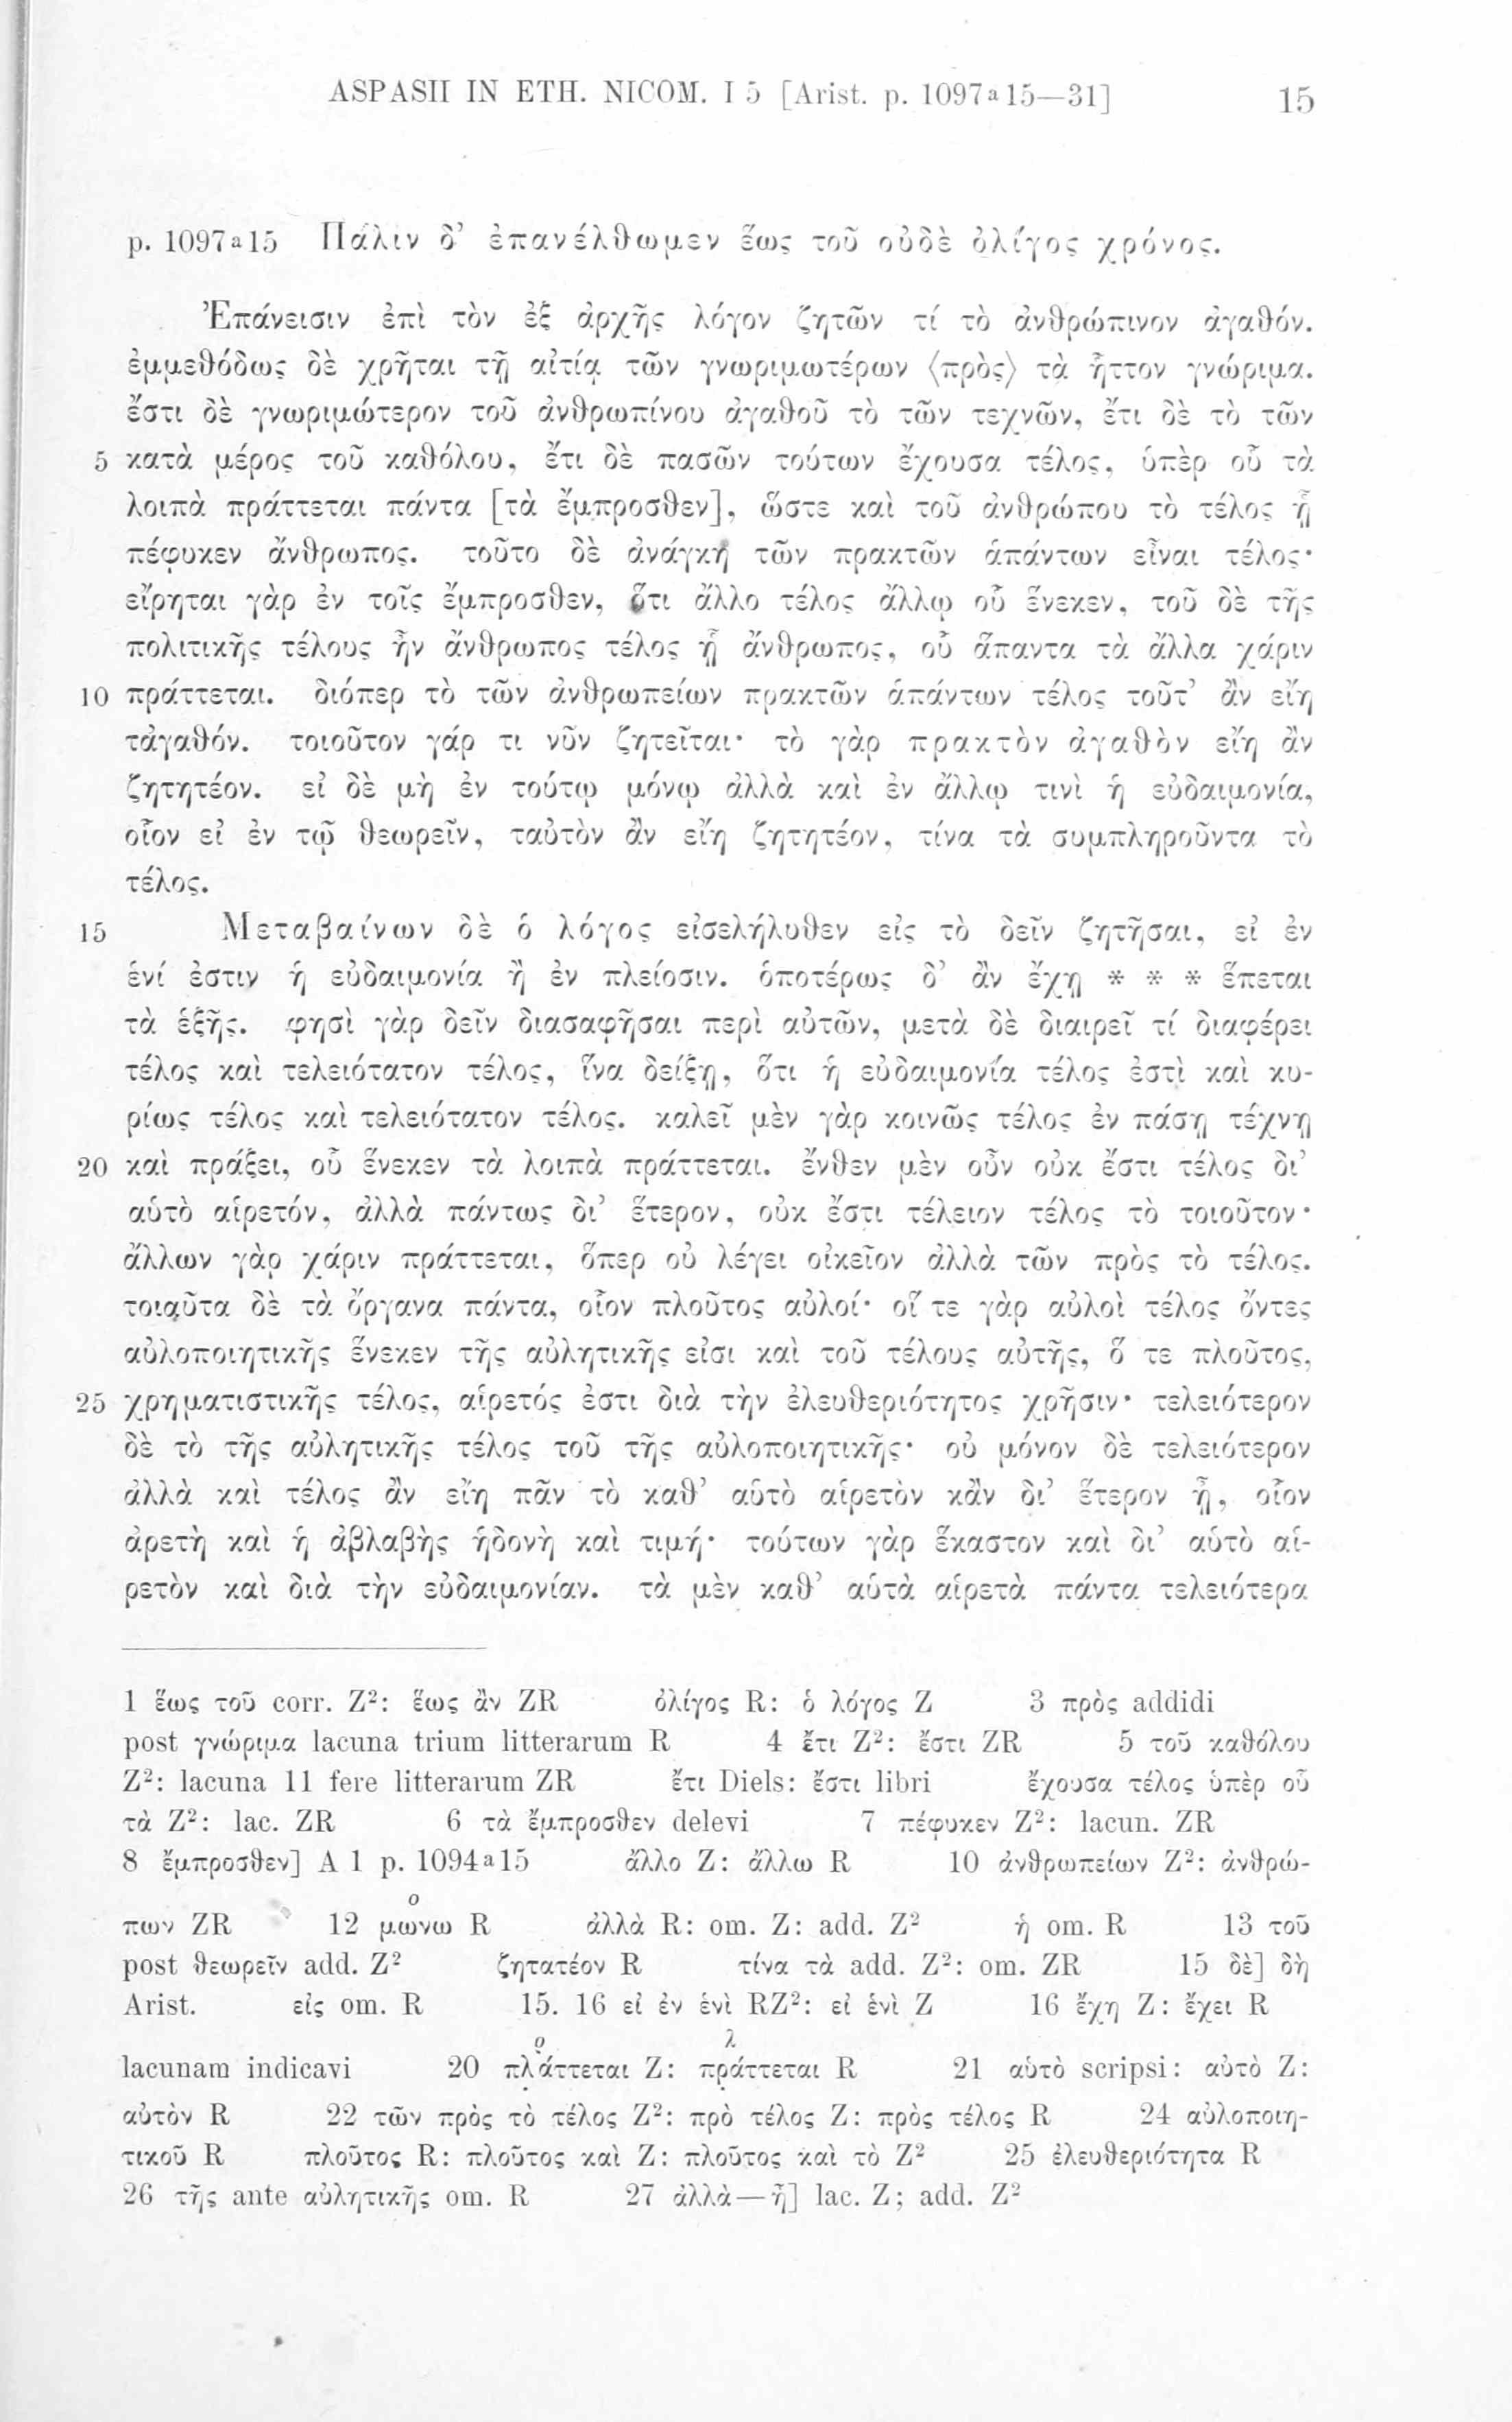 ASPASII IN ETH. NICOM. I 5 [Arist. p. 1097a15—31] 15
p. 1097a15 Πάλιν δ’ ἐπανέλθωμεν ἕως τοῦ οὐδὲ ὀλίγος χρόνος.
Ἐπάνεισιν ἐπὶ τὸν ἐξ ἀρχῆς λόγον ζητῶν τί τὸ ἀνθρώπινον ἀγαθόν.
ἐμμεθόδως δὲ χρῆται τῇ αἰτίᾳ τῶν γνωριμωτέρων ⟨πρὸς⟩ τὰ ἧττον γνώριμα.
ἔστι δὲ γνωριμώτερον τοῦ ἀνθρωπίνου ἀγαθοῦ τὸ τῶν τεχνῶν, ἔτι δὲ τὸ τῶν
5 κατὰ μέρος τοῦ καθόλου, ἔτι δὲ πασῶν τούτων ἔχουσα τέλος, ὑπὲρ οὗ τὰ
λοιπὰ πράττεται πάντα [τὰ ἔμπροσθεν], ὥστε καὶ τοῦ ἀνθρώπου τὸ τέλος ᾗ
πέφυκεν ἄνθρωπος. τοῦτο δὲ ἀνάγκη τῶν πρακτῶν ἁπάντων εἶναι τέλος·
εἴρηται γὰρ ἐν τοῖς ἔμπροσθεν, ὅτι ἄλλο τέλος ἄλλῳ οὗ ἕνεκεν, τοῦ δὲ τῆς
πολιτικῆς τέλους ἦν ἄνθρωπος τέλος ᾗ ἄνθρωπος, οὗ ἅπαντα τὰ ἄλλα χάριν
10 πράττεται. διόπερ τὸ τῶν ἀνθρωπείων πρακτῶν ἁπάντων τέλος τοῦτ’ ἂν εἴη
τἀγαθόν. τοιοῦτον γάρ τι νῦν ζητεῖται· τὸ γὰρ πρακτὸν ἀγαθὸν εἴη ἂν
ζητητέον. εἰ δὲ μὴ ἐν τούτῳ μόνῳ ἀλλὰ καὶ ἐν ἄλλῳ τινὶ ἡ εὐδαιμονία,
οἷον εἰ ἐν τῷ θεωρεῖν, ταὐτὸν ἂν εἴη ζητητέον, τίνα τὰ συμπληροῦντα τὸ
τέλος.
15 Μεταβαίνων δὲ ὁ λόγος εἰσελήλυθεν εἰς τὸ δεῖν ζητῆσαι, εἰ ἐν
ἑνί ἐστιν ἡ εὐδαιμονία ἢ ἐν πλείοσιν. ὁποτέρως δ’ ἂν ἔχῃ * * * ἕπεται
τὰ ἑξῆς. φησὶ γὰρ δεῖν διασαφῆσαι περὶ αὐτῶν, μετὰ δὲ διαιρεῖ τί διαφέρει
τέλος καὶ τελειότατον τέλος, ἵνα δείξῃ, ὅτι ἡ εὐδαιμονία τέλος ἐστὶ καὶ κυ-
ρίως τέλος καὶ τελειότατον τέλος. καλεῖ μὲν γὰρ κοινῶς τέλος ἐν πάσῃ τέχνῃ
20 καὶ πράξει, οὗ ἕνεκεν τὰ λοιπὰ πράττεται. ἔνθεν μὲν οὖν οὐκ ἔστι τέλος δι’
αὑτὸ αἱρετόν, ἀλλὰ πάντως δι’ ἕτερον, οὐκ ἔστι τέλειον τέλος τὸ τοιοῦτον·
ἄλλων γὰρ χάριν πράττεται, ὅπερ οὐ λέγει οἰκεῖον ἀλλὰ τῶν πρὸς τὸ τέλος.
τοιαῦτα δὲ τὰ ὄργανα πάντα, οἷον πλοῦτος αὐλοί· οἵ τε γὰρ αὐλοὶ τέλος ὄντες
αὐλοποιητικῆς ἕνεκεν τῆς αὐλητικῆς εἰσι καὶ τοῦ τέλους αὐτῆς, ὅ τε πλοῦτος,
25 χρηματιστικῆς τέλος, αἱρετός ἐστι διὰ τὴν ἐλευθεριότητος χρῆσιν· τελειότερον
δὲ τὸ τῆς αὐλητικῆς τέλος τοῦ τῆς αὐλοποιητικῆς· οὐ μόνον δὲ τελειότερον
ἀλλὰ καὶ τέλος ἂν εἴη πᾶν τὸ καθ’ αὑτὸ αἱρετὸν κἂν δι’ ἕτερον ᾖ, οἷον
ἀρετὴ καὶ ἡ ἀβλαβὴς ἡδονὴ καὶ τιμή· τούτων γὰρ ἕκαστον καὶ δι’ αὑτὸ αἱ-
ρετὸν καὶ διὰ τὴν εὐδαιμονίαν. τὰ μὲν καθ’ αὑτὰ αἱρετὰ πάντα τελειότερα
1 ἕως τοῦ corr. Z²: ἕως ἂν ZR ὀλίγος R: ὁ λόγος Z 3 πρὸς addidi
post γνώριμα lacuna trium litterarum R 4 ἔτι Z²: ἔστι ZR 5 τοῦ καθόλου
Z²: lacuna 11 fere litterarum ZR ἔτι Diels: ἔστι libri ἔχουσα τέλος ὑπὲρ οὗ
τὰ Z²: lac. ZR 6 τὰ ἔμπροσθεν delevi 7 πέφυκεν Z²: lacun. ZR
8 ἔμπροσθεν] A 1 p. 1094a15 ἄλλο Z: ἄλλω R 10 ἀνθρωπείων Z²: ἀνθρώ-
πων ZR 12 μωνω R ἀλλὰ R: om. Z: add. Z² ἡ om. R 13 τοῦ
post θεωρεῖν add. Z² ζητατέον R τίνα τὰ add. Z²: om. ZR 15 δὲ] δὴ
Arist. εἰς om. R 15. 16 εἰ ἐν ἑνὶ RZ²: εἰ ἑνὶ Z 16 ἔχη Z: ἔχει R
lacunam indicavi 20 πλάττεται Z: πράττεται R 21 αὑτὸ scripsi: αὐτὸ Z:
αὐτὸν R 22 τῶν πρὸς τὸ τέλος Z²: πρὸ τέλος Z: πρὸς τέλος R 24 αὐλοποιη-
τικοῦ R πλοῦτος R: πλοῦτος καὶ Z: πλοῦτος καὶ τὸ Z² 25 ἐλευθεριότητα R
26 τῆς ante αὐλητικῆς om. R 27 ἀλλὰ—ᾖ] lac. Z; add. Z²